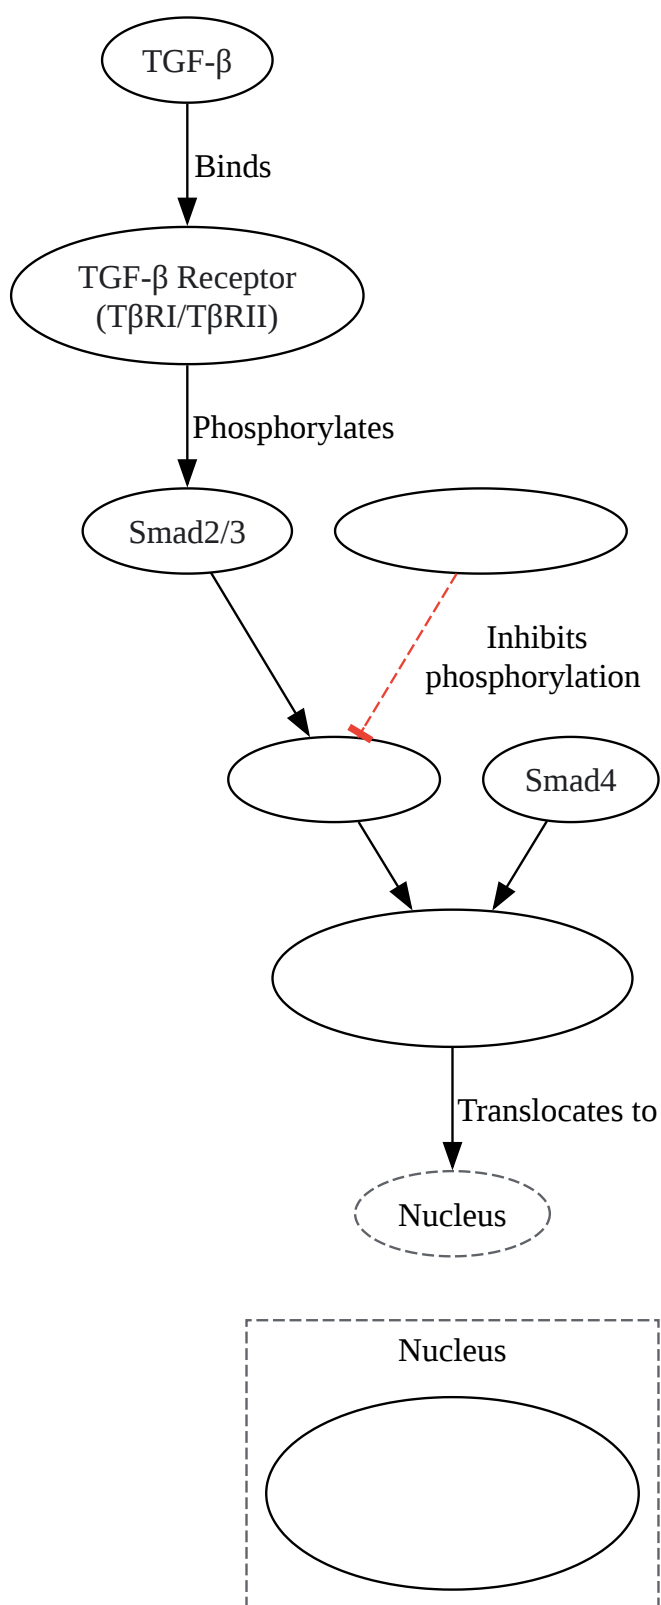 TGF-β
Binds
TGF-β Receptor
(TβRI/TβRII)
Phosphorylates
Smad2/3
Inhibits
phosphorylation
Smad4
Translocates to
Nucleus
Nucleus